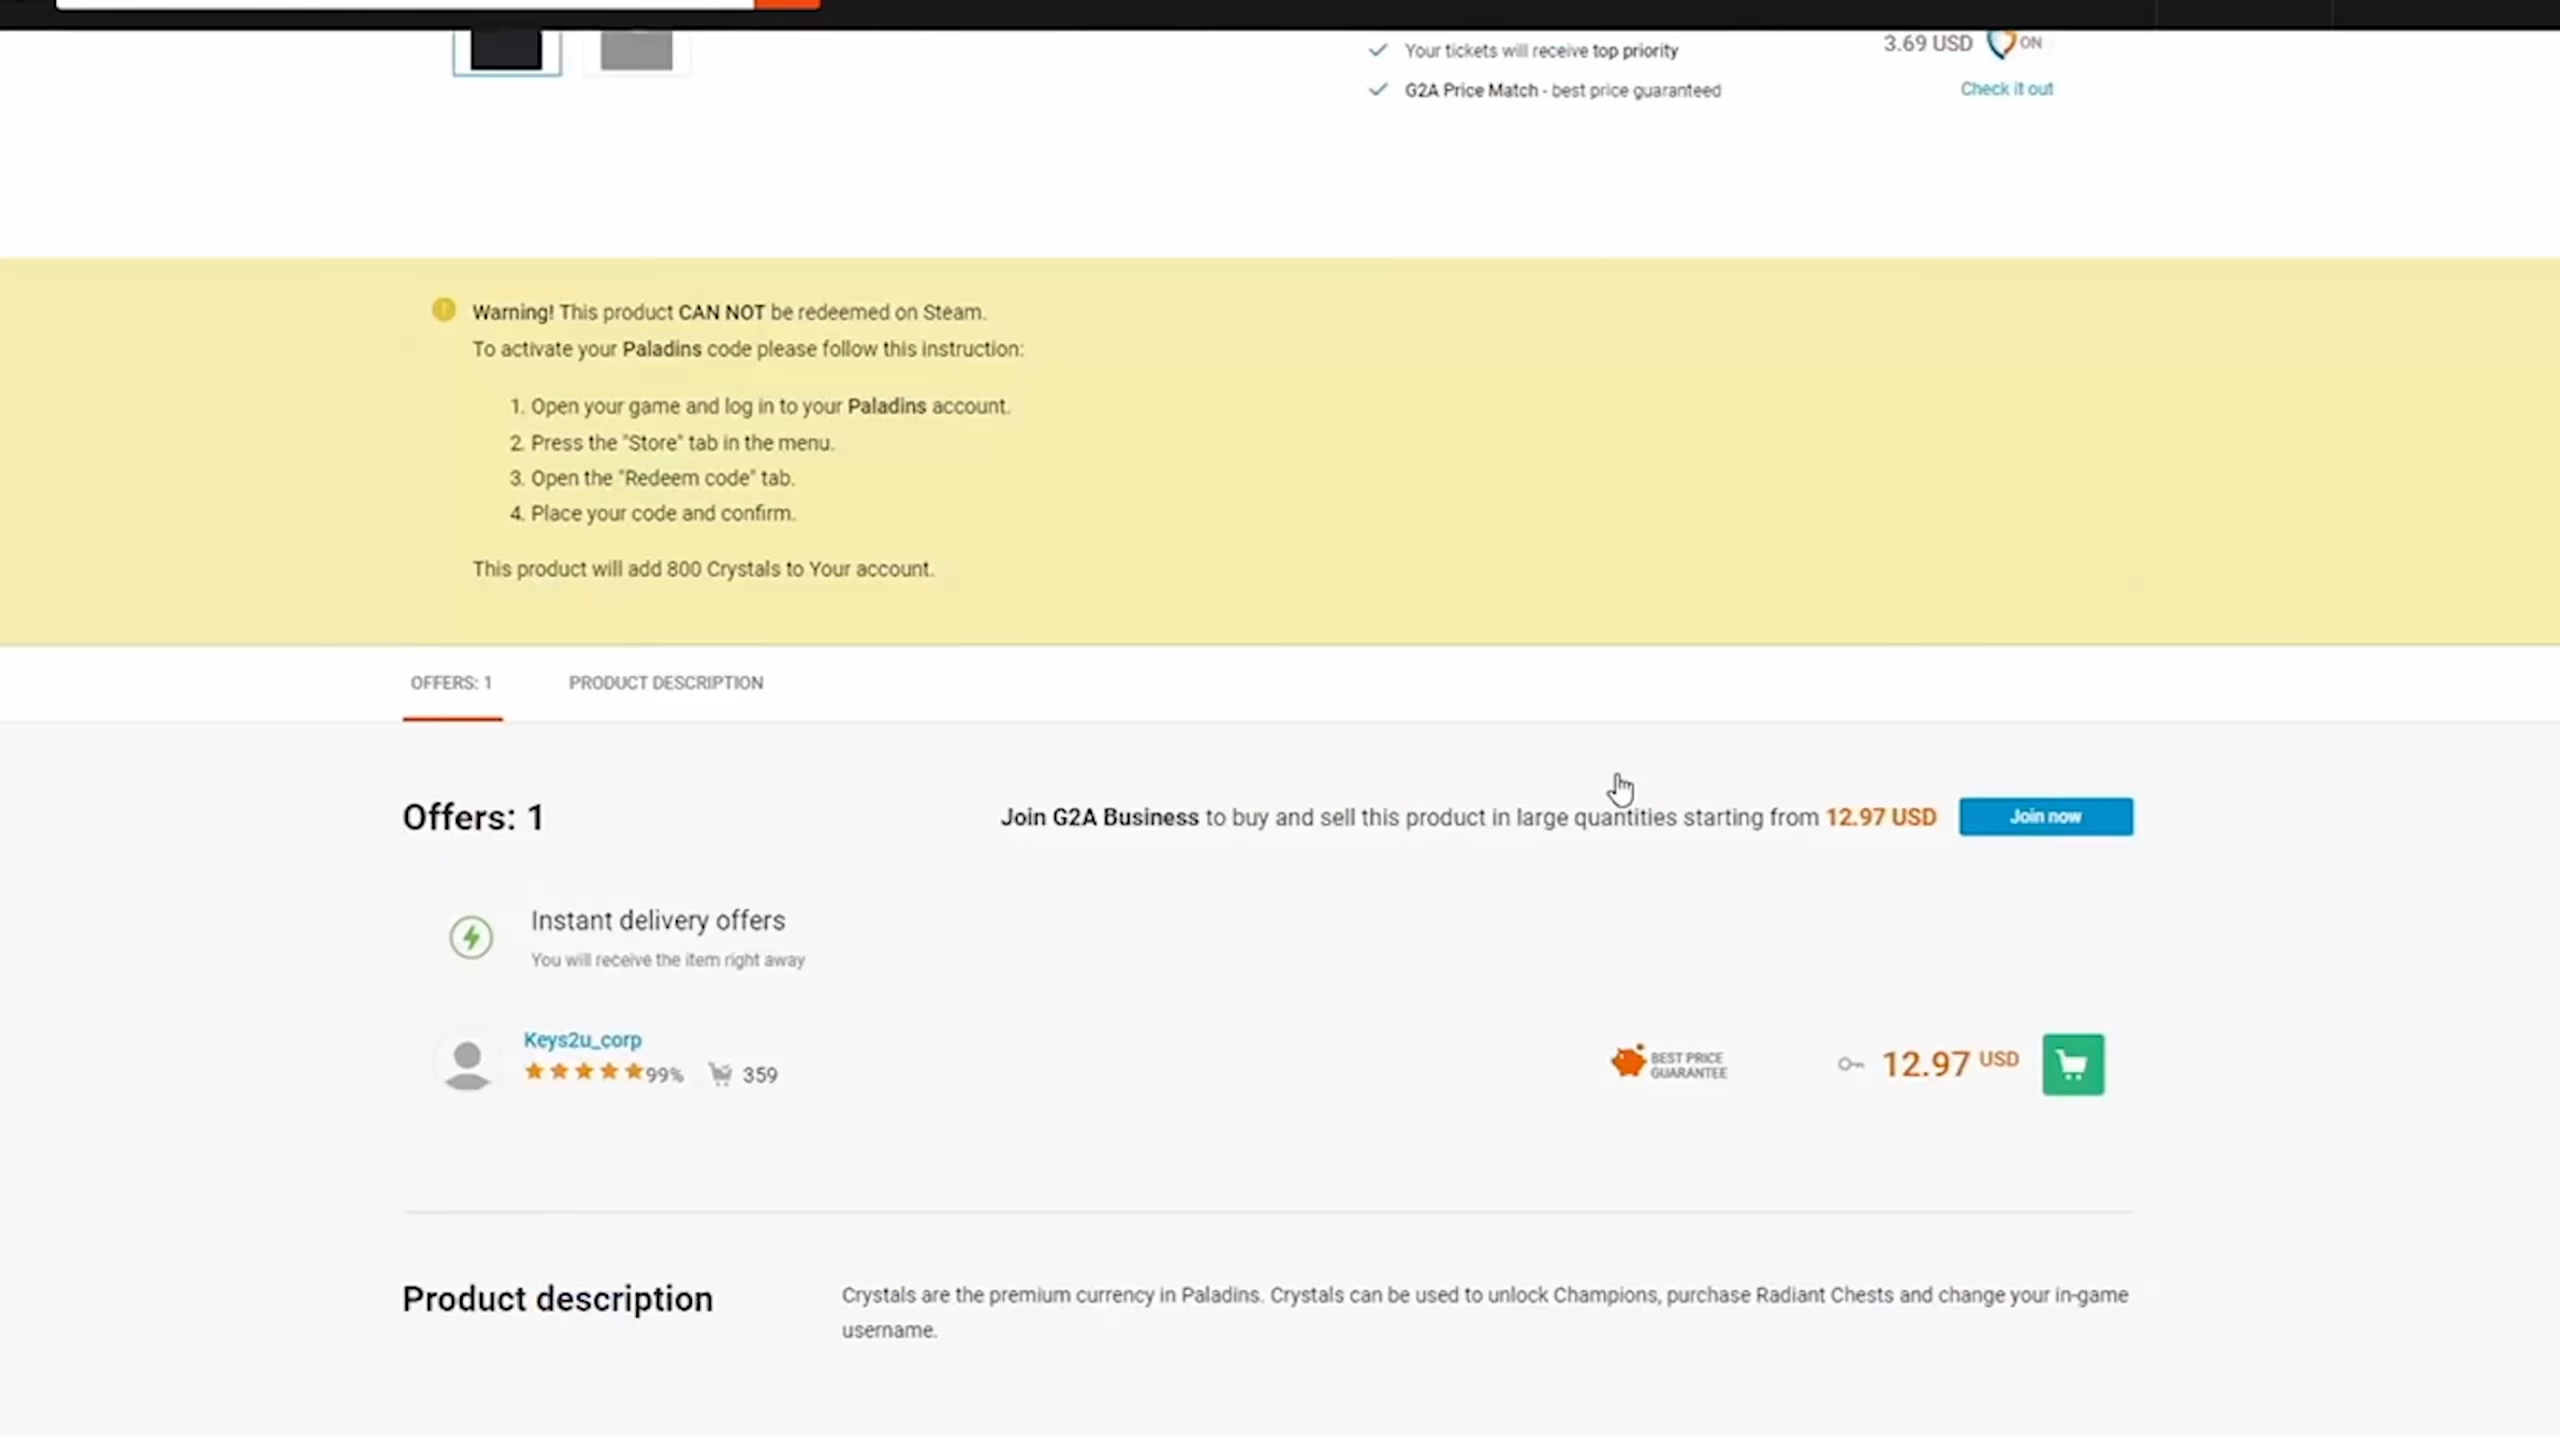 Your tickets will receive top priority
3.69 USD ON
G2A Price Match - best price guaranteed
Check it out
Warning! This product CAN NOT be redeemed on Steam.
To activate your Paladins code please follow this instruction:
1. Open your game and log in to your Paladins account.
2. Press the "Store" tab in the menu.
3. Open the "Redeem code" tab.
4. Place your code and confirm.
This product will add 800 Crystals to Your account.
OFFERS: 1 PRODUCT DESCRIPTION
Offers: 1
Join G2A Business to buy and sell this product in large quantities starting from 12.97 USD
Join now
Instant delivery offers
You will receive the item right away
Keys2u_corp
99% 359
BEST PRICE
GUARANTEE
12.97 USD
Product description
Crystals are the premium currency in Paladins. Crystals can be used to unlock Champions, purchase Radiant Chests and change your in-game
username.